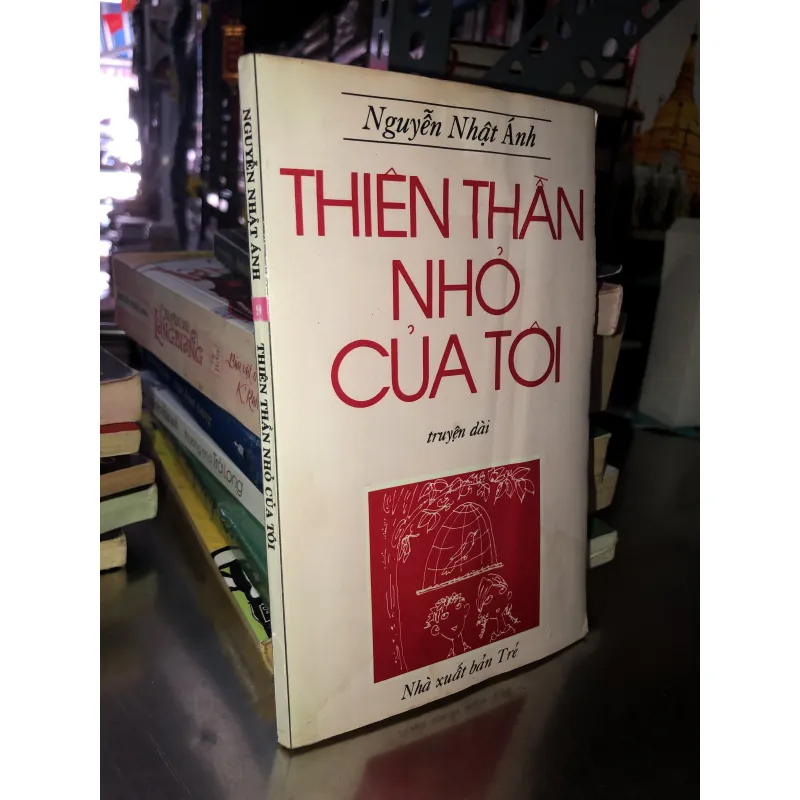 Nguyễn Nhật Ánh
THIÊN THẦN
NHỎ
CỦA TÔI
truyện dài
Nhà xuất bản Trẻ
NGUYỄN NHẬT ÁNH
THIÊN THẦN NHỎ CỦA TÔI